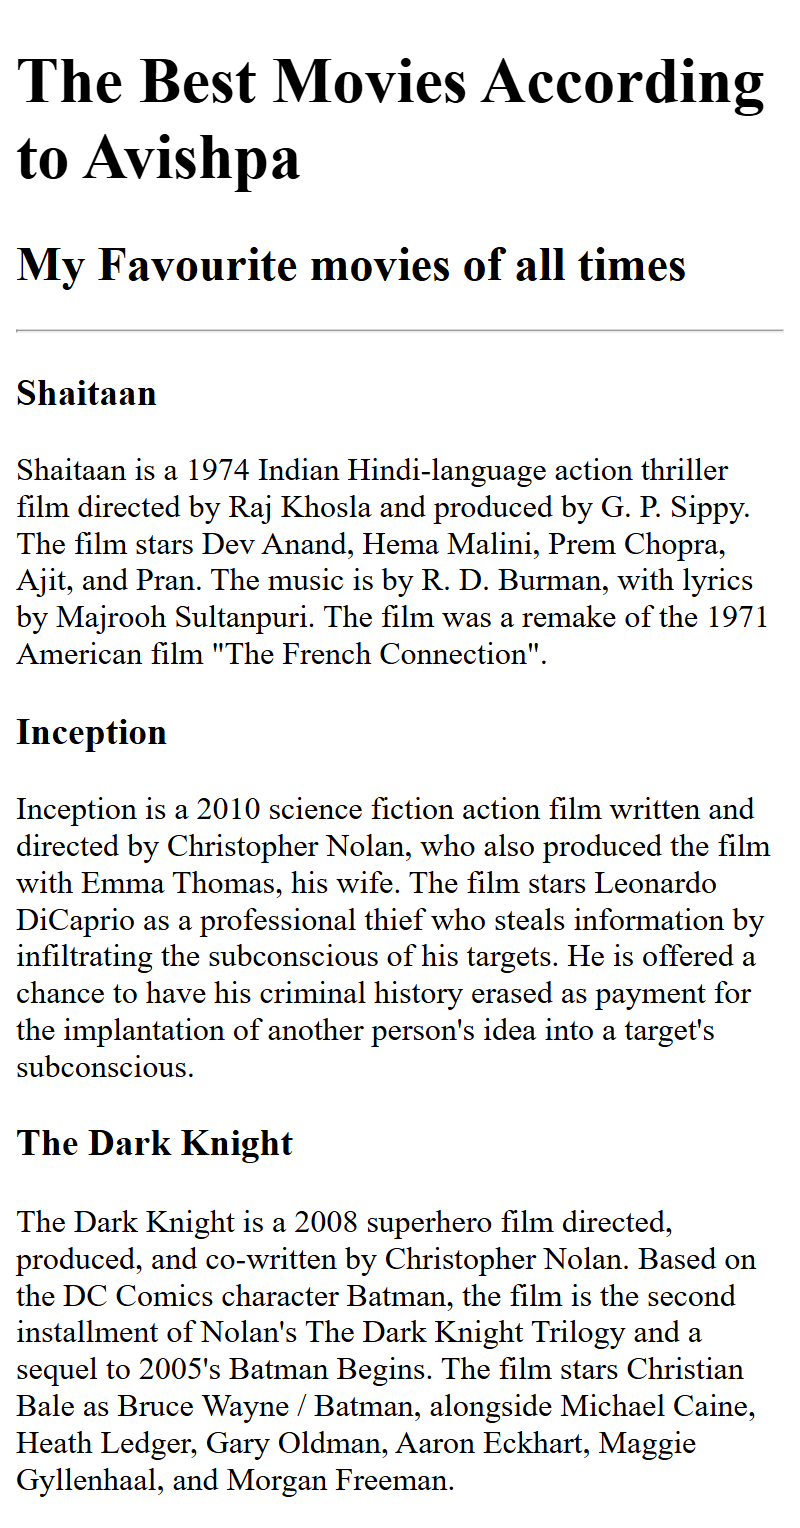 The Best Movies According
to Avishpa
My Favourite movies of all times
Shaitaan
Shaitaan is a 1974 Indian Hindi-language action thriller
film directed by Raj Khosla and produced by G. P. Sippy.
The film stars Dev Anand, Hema Malini, Prem Chopra,
Ajit, and Pran. The music is by R. D. Burman, with lyrics
by Majrooh Sultanpuri. The film was a remake of the 1971
American film "The French Connection".
Inception
Inception is a 2010 science fiction action film written and
directed by Christopher Nolan, who also produced the film
with Emma Thomas, his wife. The film stars Leonardo
DiCaprio as a professional thief who steals information by
infiltrating the subconscious of his targets. He is offered a
chance to have his criminal history erased as payment for
the implantation of another person's idea into a target's
subconscious.
The Dark Knight
The Dark Knight is a 2008 superhero film directed,
produced, and co-written by Christopher Nolan. Based on
the DC Comics character Batman, the film is the second
installment of Nolan's The Dark Knight Trilogy and a
sequel to 2005's Batman Begins. The film stars Christian
Bale as Bruce Wayne / Batman, alongside Michael Caine,
Heath Ledger, Gary Oldman, Aaron Eckhart, Maggie
Gyllenhaal, and Morgan Freeman.